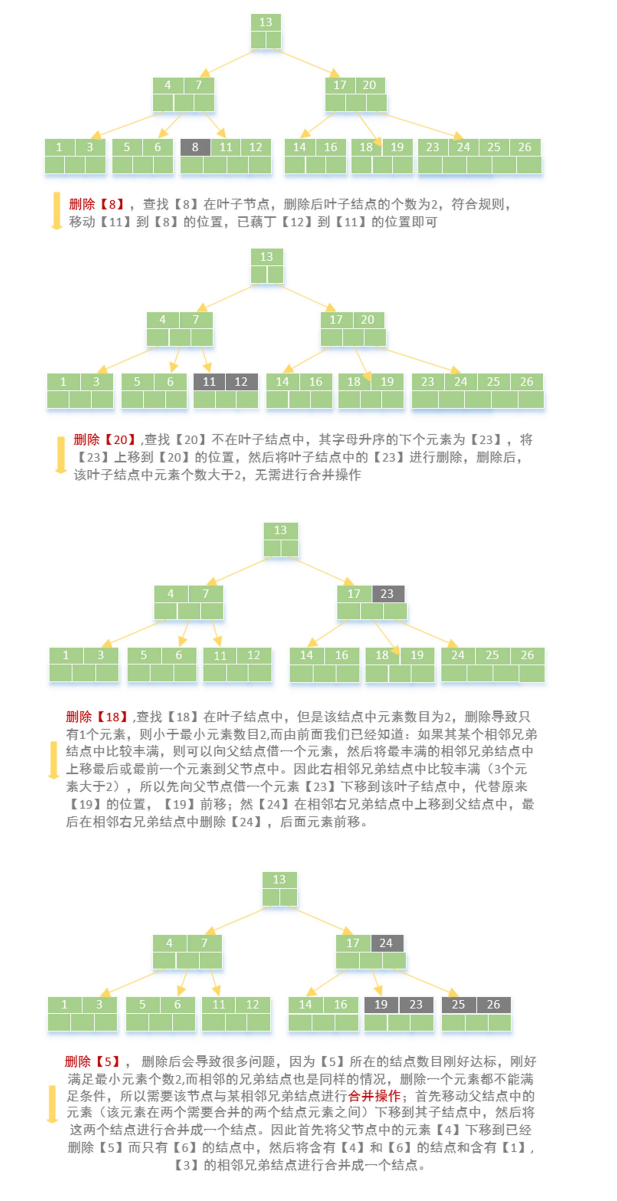 13
4 7 17 20
1 3 5 6 8 11 12 14 16 18 19 23 24 25 26
删除【8】，查找【8】在叶子节点，删除后叶子结点的个数为2，符合规则，
移动【11】到【8】的位置，已藕丁【12】到【11】的位置即可
13
4 7 17 20
1 3 5 6 11 12 14 16 18 19 23 24 25 26
删除【20】,查找【20】不在叶子结点中，其字母升序的下个元素为【23】，将
【23】上移到【20】的位置，然后将叶子结点中的【23】进行删除，删除后，
该叶子结点中元素个数大于2，无需进行合并操作
13
4 7 17 23
1 3 5 6 11 12 14 16 18 19 24 25 26
删除【18】,查找【18】在叶子结点中，但是该结点中元素数目为2，删除导致只
有1个元素，则小于最小元素数目2,而由前面我们已经知道：如果其某个相邻兄弟
结点中比较丰满，则可以向父结点借一个元素，然后将最丰满的相邻兄弟结点中
上移最后或最前一个元素到父节点中。因此右相邻兄弟结点中比较丰满（3个元
素大于2），所以先向父节点借一个元素【23】下移到该叶子结点中，代替原来
【19】的位置，【19】前移；然【24】在相邻右兄弟结点中上移到父结点中，最
后在相邻右兄弟结点中删除【24】，后面元素前移。
13
4 7 17 24
1 3 5 6 11 12 14 16 19 23 25 26
删除【5】， 删除后会导致很多问题，因为【5】所在的结点数目刚好达标，刚好
满足最小元素个数2,而相邻的兄弟结点也是同样的情况，删除一个元素都不能满
足条件，所以需要该节点与某相邻兄弟结点进行合并操作；首先移动父结点中的
元素（该元素在两个需要合并的两个结点元素之间）下移到其子结点中，然后将
这两个结点进行合并成一个结点。因此首先将父节点中的元素【4】下移到已经
删除【5】而只有【6】的结点中，然后将含有【4】和【6】的结点和含有【1】,
【3】的相邻兄弟结点进行合并成一个结点。